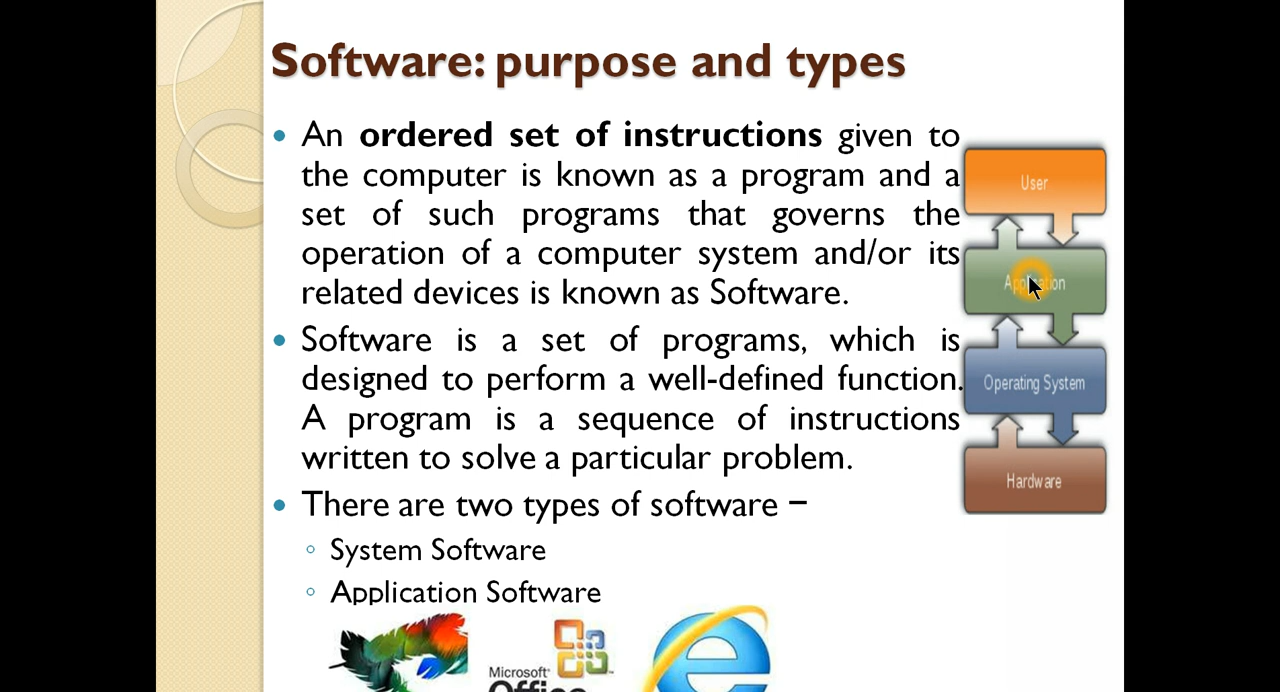 Software: purpose and types
An ordered set of instructions given to
the computer is known as a program and a
set of such programs that governs the
operation of a computer system and/or its
related devices is known as Software.
Software is a set of programs, which is
designed to perform a well-defined function.
A program is a sequence of instructions
written to solve a particular problem.
There are two types of software –
System Software
Application Software
User
Application
Operating System
Hardware
Microsoft
Office